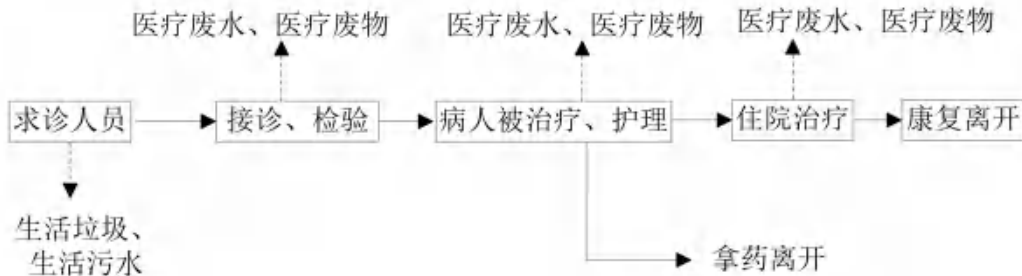 医疗废水、医疗废物
医疗废水、医疗废物
医疗废水、医疗废物
求诊人员
接诊、检验
病人被治疗、护理
住院治疗
康复离开
生活垃圾、
生活污水
拿药离开